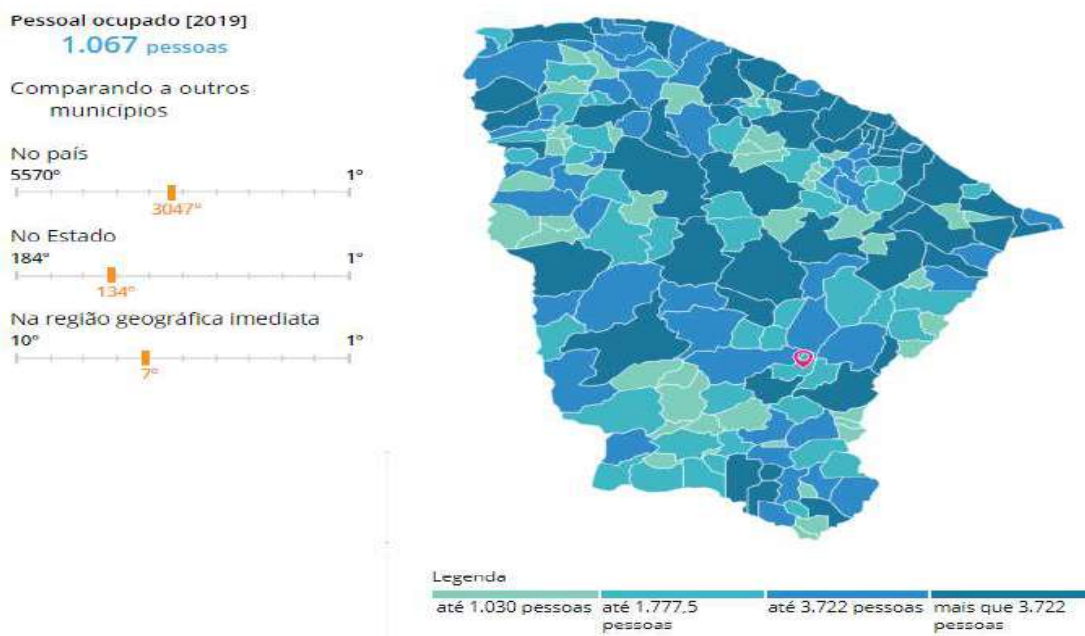 Pessoal ocupado [2019]
1.067 pessoas
Comparando a outros
municípios
No país
5570º 1º
3047º
No Estado
184º 1º
134º
Na região geográfica imediata
10º 1º
7º
Legenda
até 1.030 pessoas até 1.777,5 pessoas até 3.722 pessoas mais que 3.722 pessoas